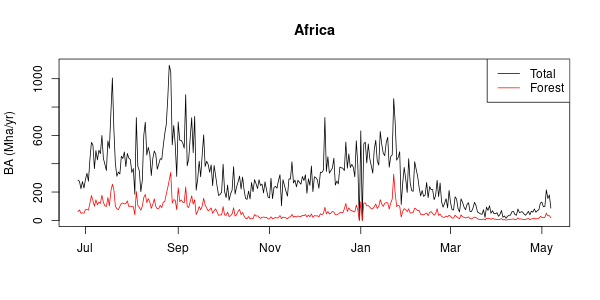 Africa
Total
Forest
BA (Mha/yr)
1000
600
200
0
Jul Sep Nov Jan Mar May